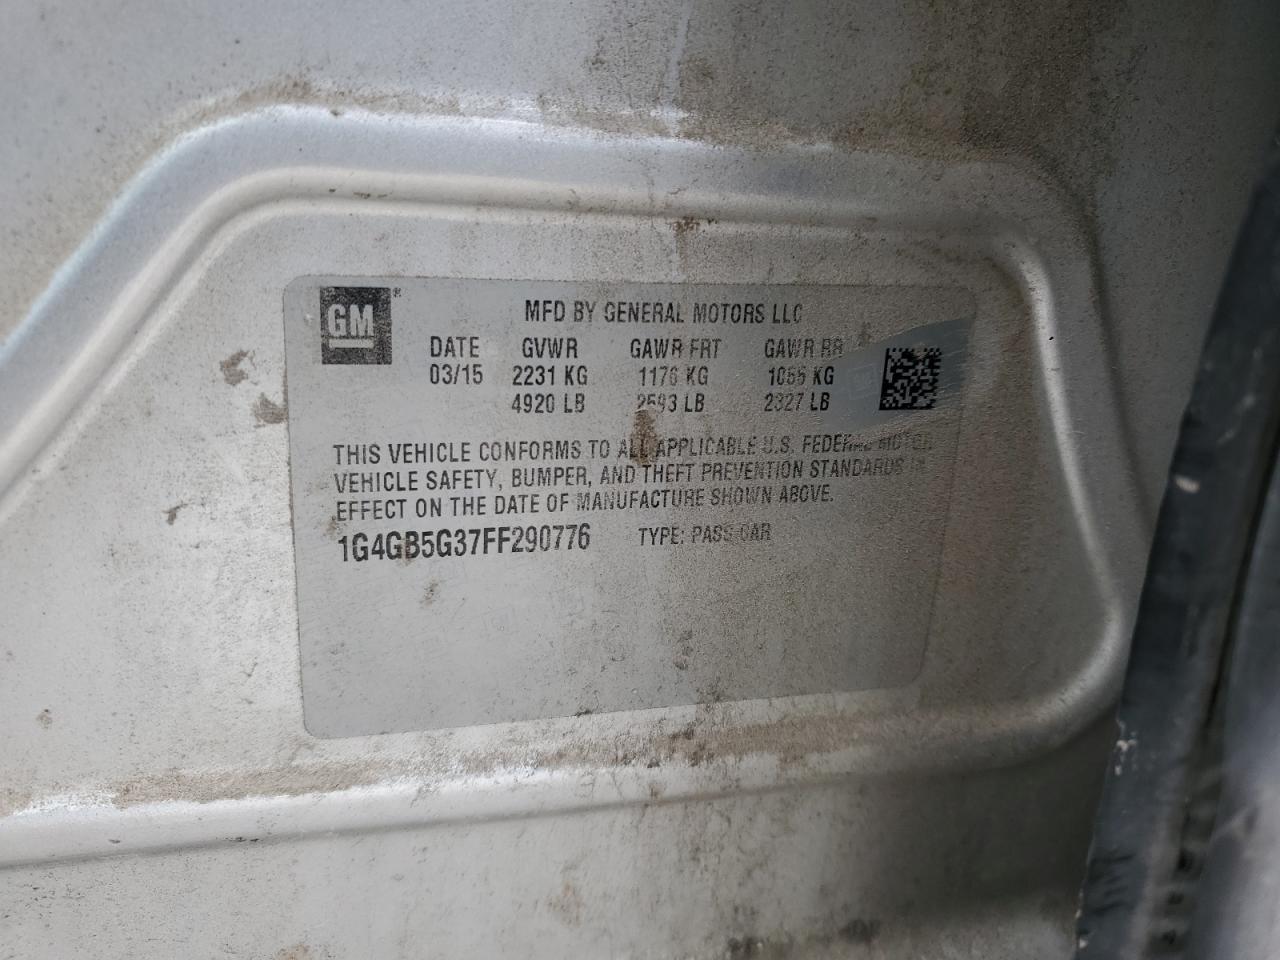 GM®
MFD BY GENERAL MOTORS LLC
DATE GVWR GAWR FRT GAWR RR
03/15 2231 KG 1176 KG 1055 KG
4920 LB 2593 LB 2327 LB
THIS VEHICLE CONFORMS TO ALL APPLICABLE U.S. FEDERAL MOTOR
VEHICLE SAFETY, BUMPER, AND THEFT PREVENTION STANDARDS IN
EFFECT ON THE DATE OF MANUFACTURE SHOWN ABOVE.
1G4GB5G37FF290776 TYPE: PASS CAR